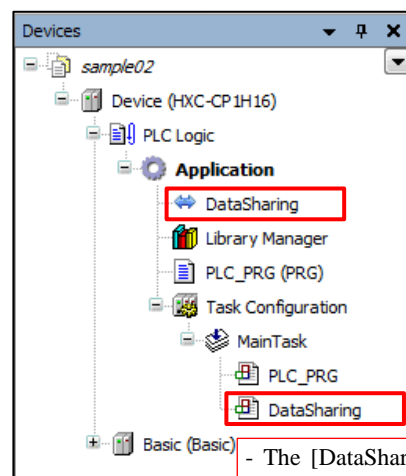 Devices
sample02
Device (HXC-CP1H16)
PLC Logic
Application
DataSharing
Library Manager
PLC_PRG (PRG)
Task Configuration
MainTask
PLC_PRG
DataSharing
Basic (Basic)
- The [DataShar